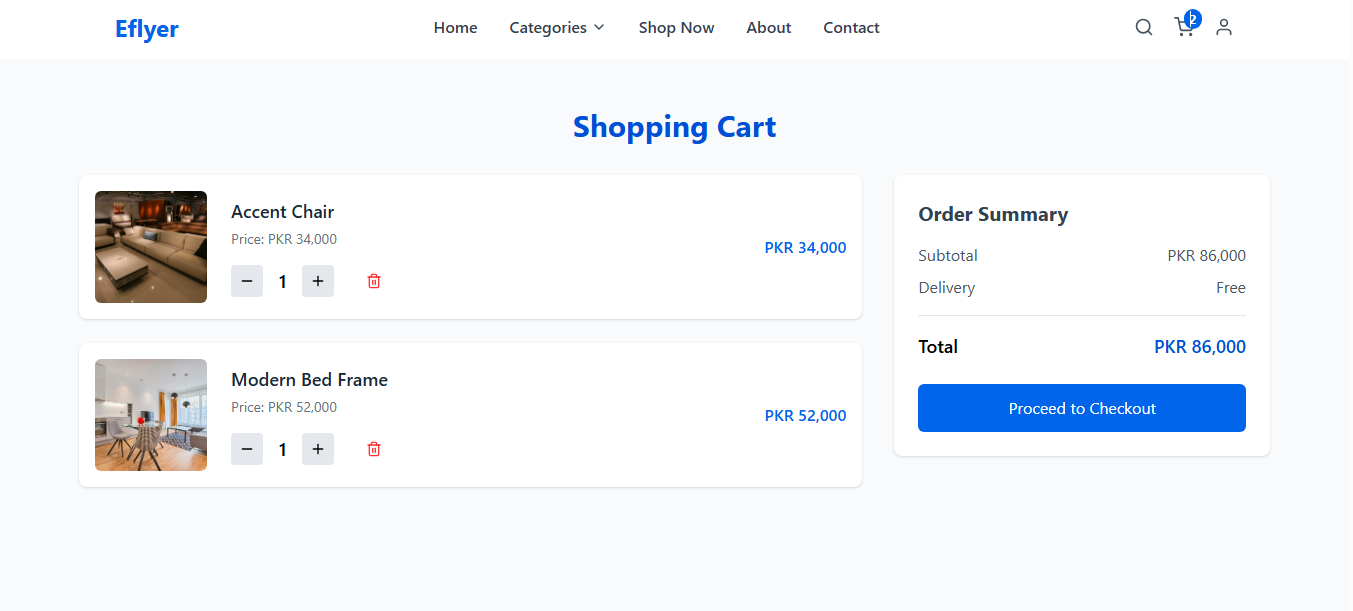 Eflyer
Home Categories Shop Now About Contact
2
Shopping Cart
Accent Chair
Price: PKR 34,000
1
PKR 34,000
Modern Bed Frame
Price: PKR 52,000
1
PKR 52,000
Order Summary
Subtotal PKR 86,000
Delivery Free
Total PKR 86,000
Proceed to Checkout